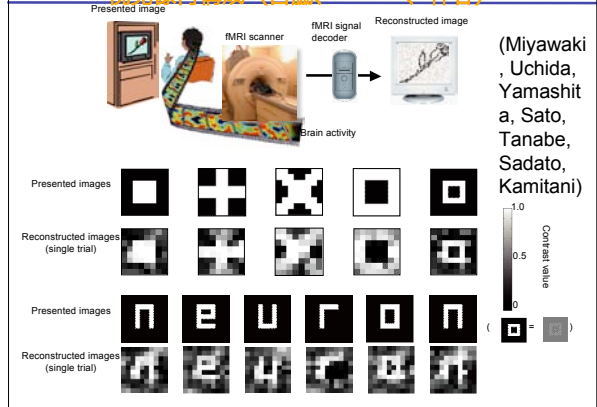 Presented image
fMRI scanner
fMRI signal
decoder
Reconstructed image
Brain activity
(Miyawaki
, Uchida,
Yamashit
a, Sato,
Tanabe,
Sadato,
Kamitani)
Presented images
Reconstructed images
(single trial)
1.0
0.5
0
Contrast value
Presented images
n e u r o n
( = )
Reconstructed images
(single trial)
n e u r o n